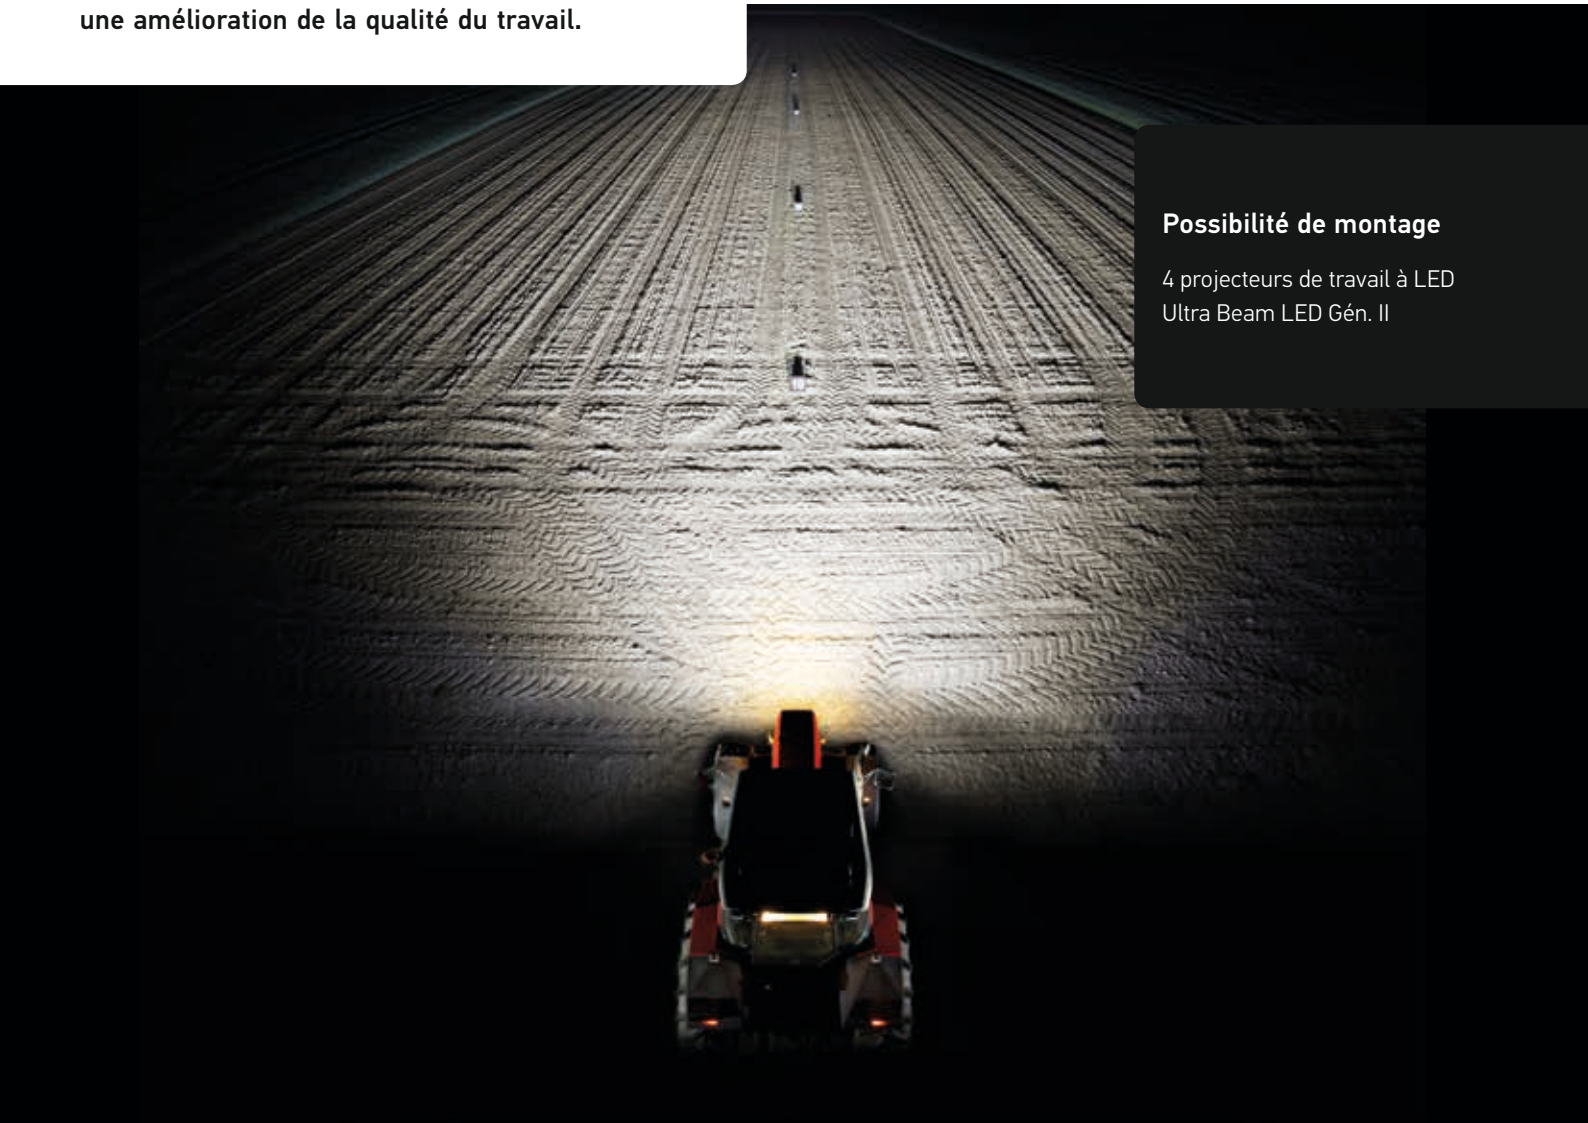 une amélioration de la qualité du travail.
Possibilité de montage
4 projecteurs de travail à LED
Ultra Beam LED Gén. II